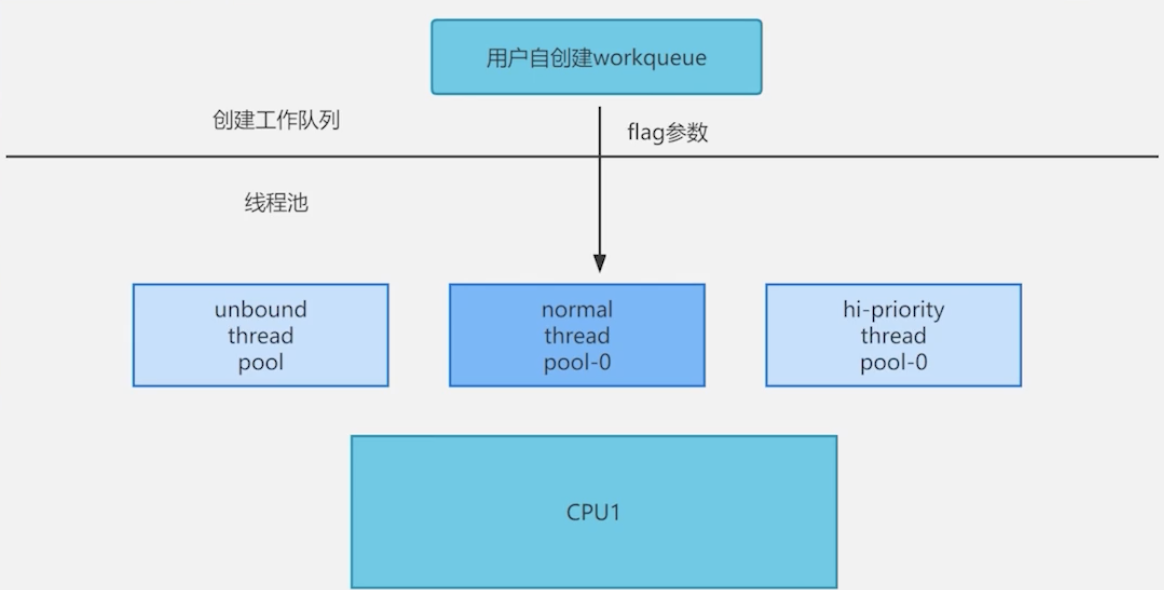 用户自创建workqueue
创建工作队列
flag参数
线程池
unbound
thread
pool
normal
thread
pool-0
hi-priority
thread
pool-0
CPU1